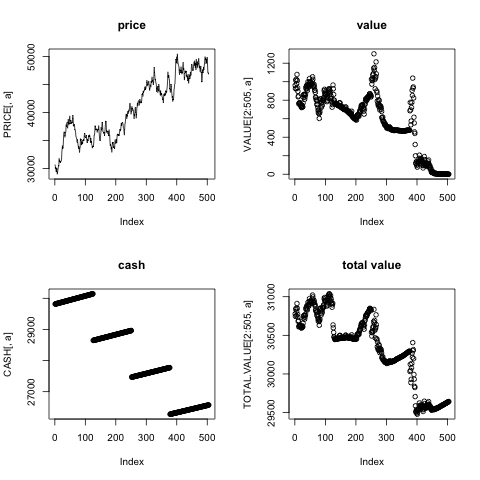 price
PRICE[, a]
30000 40000 50000
0 100 200 300 400 500
Index
value
VALUE[2:505, a]
0 400 800 1200
0 100 200 300 400 500
Index
cash
CASH[, a]
27000 29000
0 100 200 300 400 500
Index
total value
TOTAL.VALUE[2:505, a]
29500 30000 30500 31000
0 100 200 300 400 500
Index